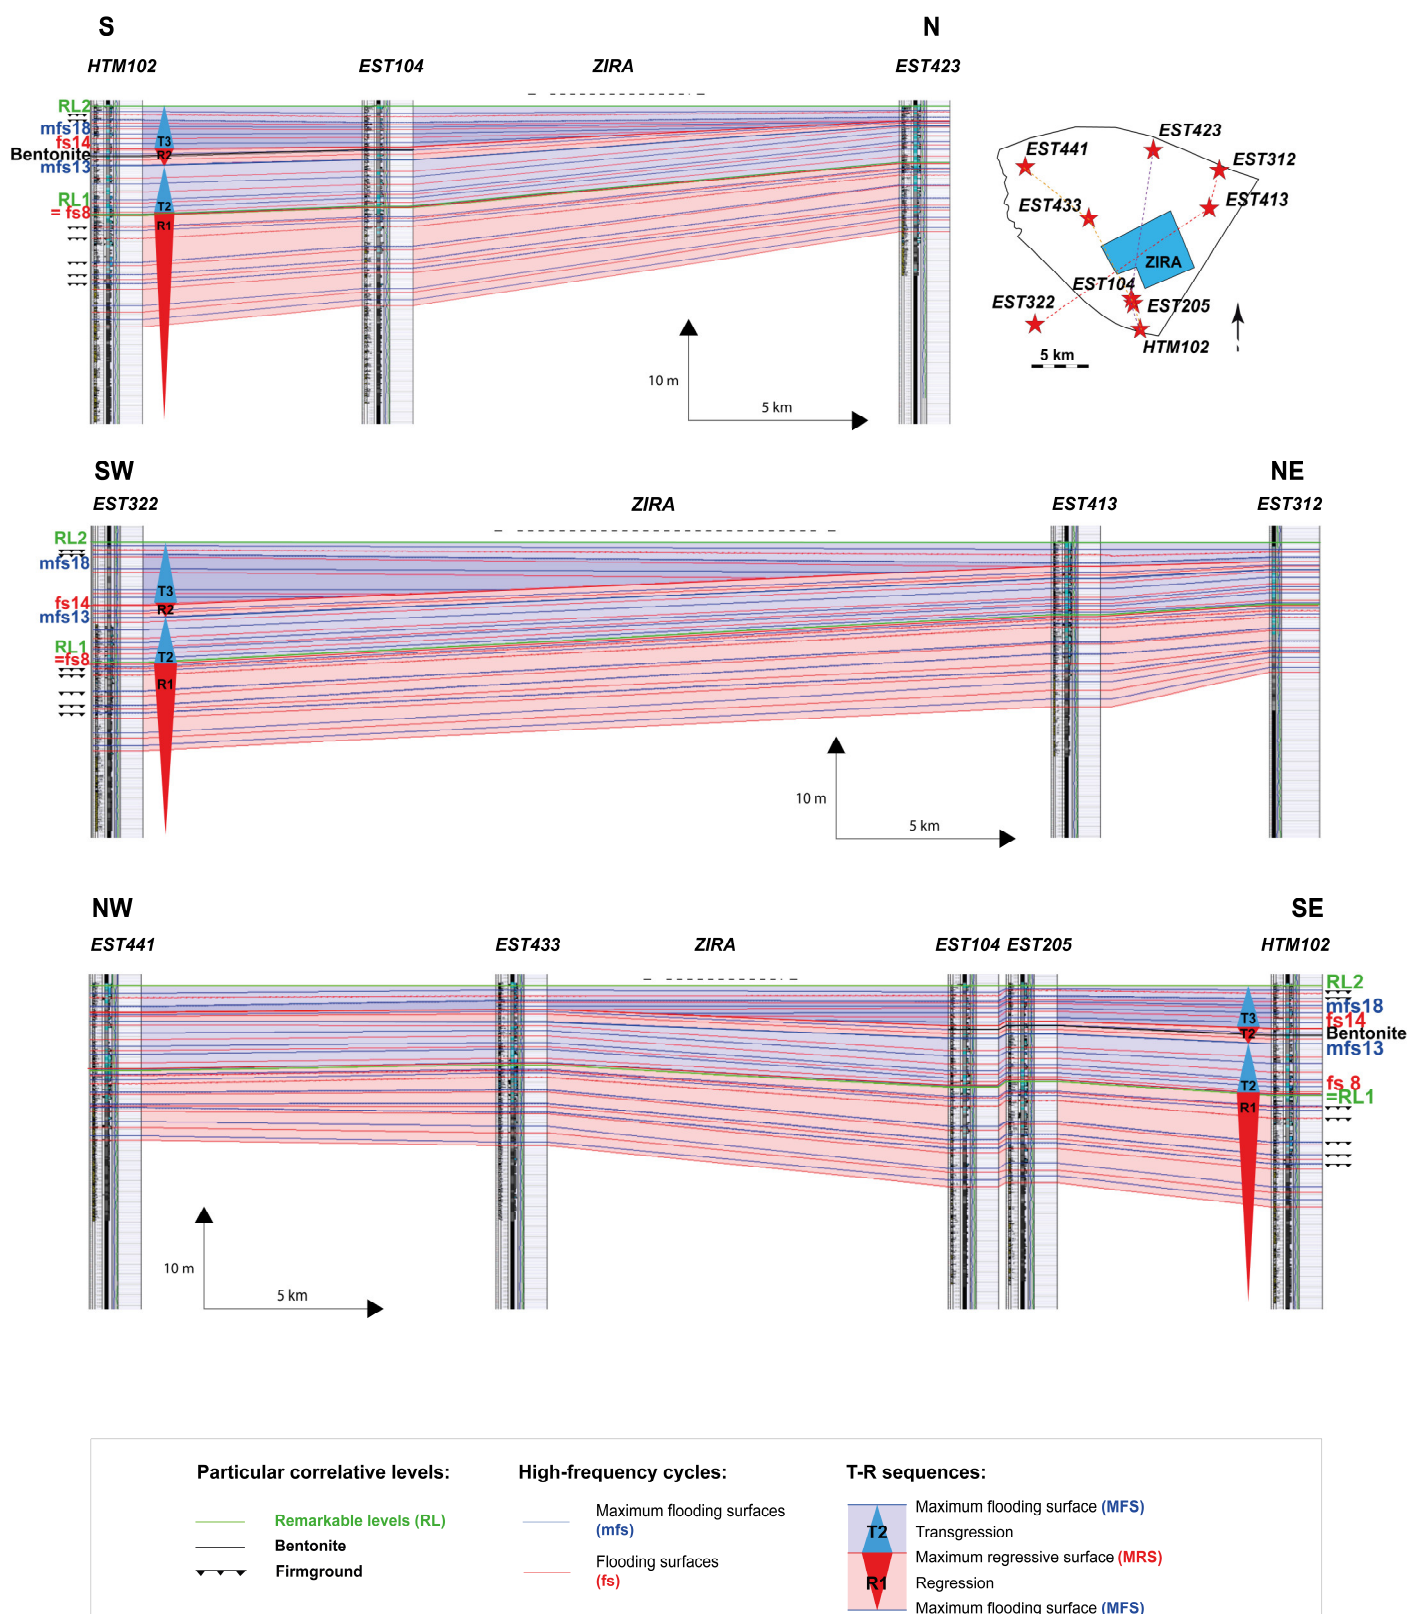 S
N
HTM102
EST104
ZIRA
EST423
RL2
mfs18
fs14
Bentonite
mfs13
RL1
= fs8
T3
R2
T2
R1
10 m
5 km
EST423
EST441
EST312
EST433
EST413
ZIRA
EST104
EST322
EST205
HTM102
5 km
SW
NE
EST322
ZIRA
EST413
EST312
RL2
mfs18
fs14
mfs13
RL1
=fs8
T3
R2
T2
R1
10 m
5 km
NW
SE
EST441
EST433
ZIRA
EST104
EST205
HTM102
RL2
mfs18
fs14
Bentonite
mfs13
fs 8
=RL1
T3
T2
T2
R1
10 m
5 km
Particular correlative levels:
Remarkable levels (RL)
Bentonite
Firmground
High-frequency cycles:
Maximum flooding surfaces
(mfs)
Flooding surfaces
(fs)
T-R sequences:
Maximum flooding surface (MFS)
T2
Transgression
Maximum regressive surface (MRS)
R1
Regression
Maximum flooding surface (MFS)